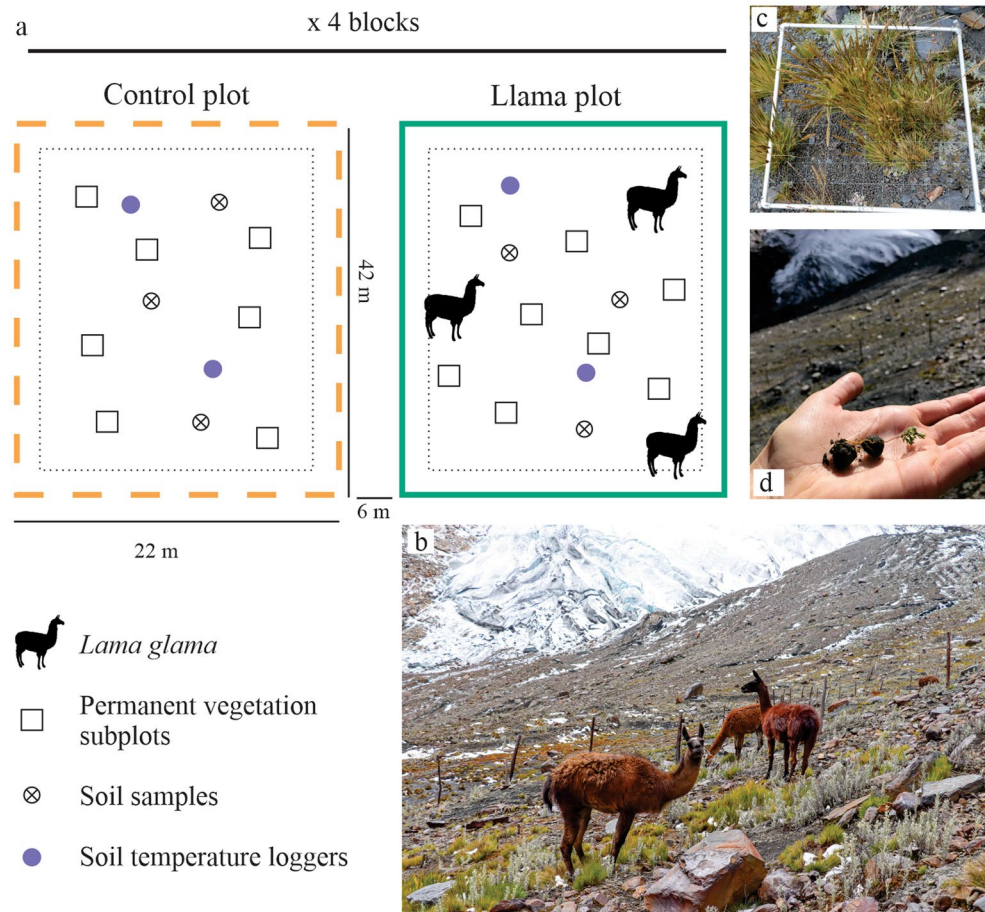 a
x 4 blocks
Control plot
Llama plot
42 m
6 m
22 m
Lama glama
Permanent vegetation
subplots
Soil samples
Soil temperature loggers
c
d
b